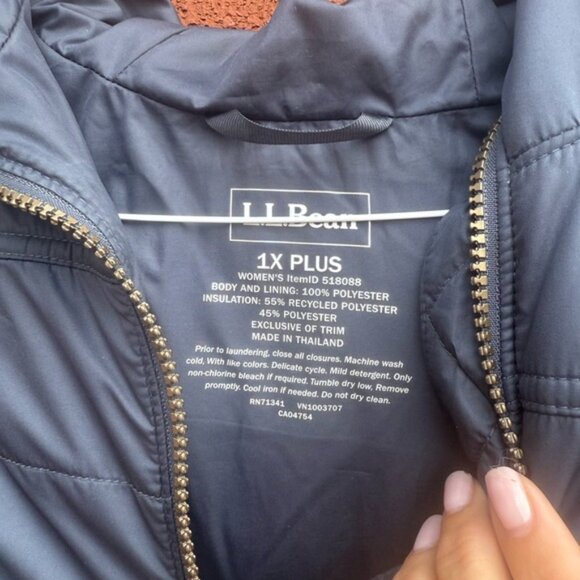 L.L.Bean
1X PLUS
WOMEN'S ItemID 518088
BODY AND LINING: 100% POLYESTER
INSULATION: 55% RECYCLED POLYESTER
45% POLYESTER
EXCLUSIVE OF TRIM
MADE IN THAILAND
Prior to laundering, close all closures. Machine wash
cold, With like colors. Delicate cycle. Mild detergent. Only
non-chlorine bleach if required. Tumble dry low, Remove
promptly. Cool iron if needed. Do not dry clean.
RN71341 VN1003707
CA04754